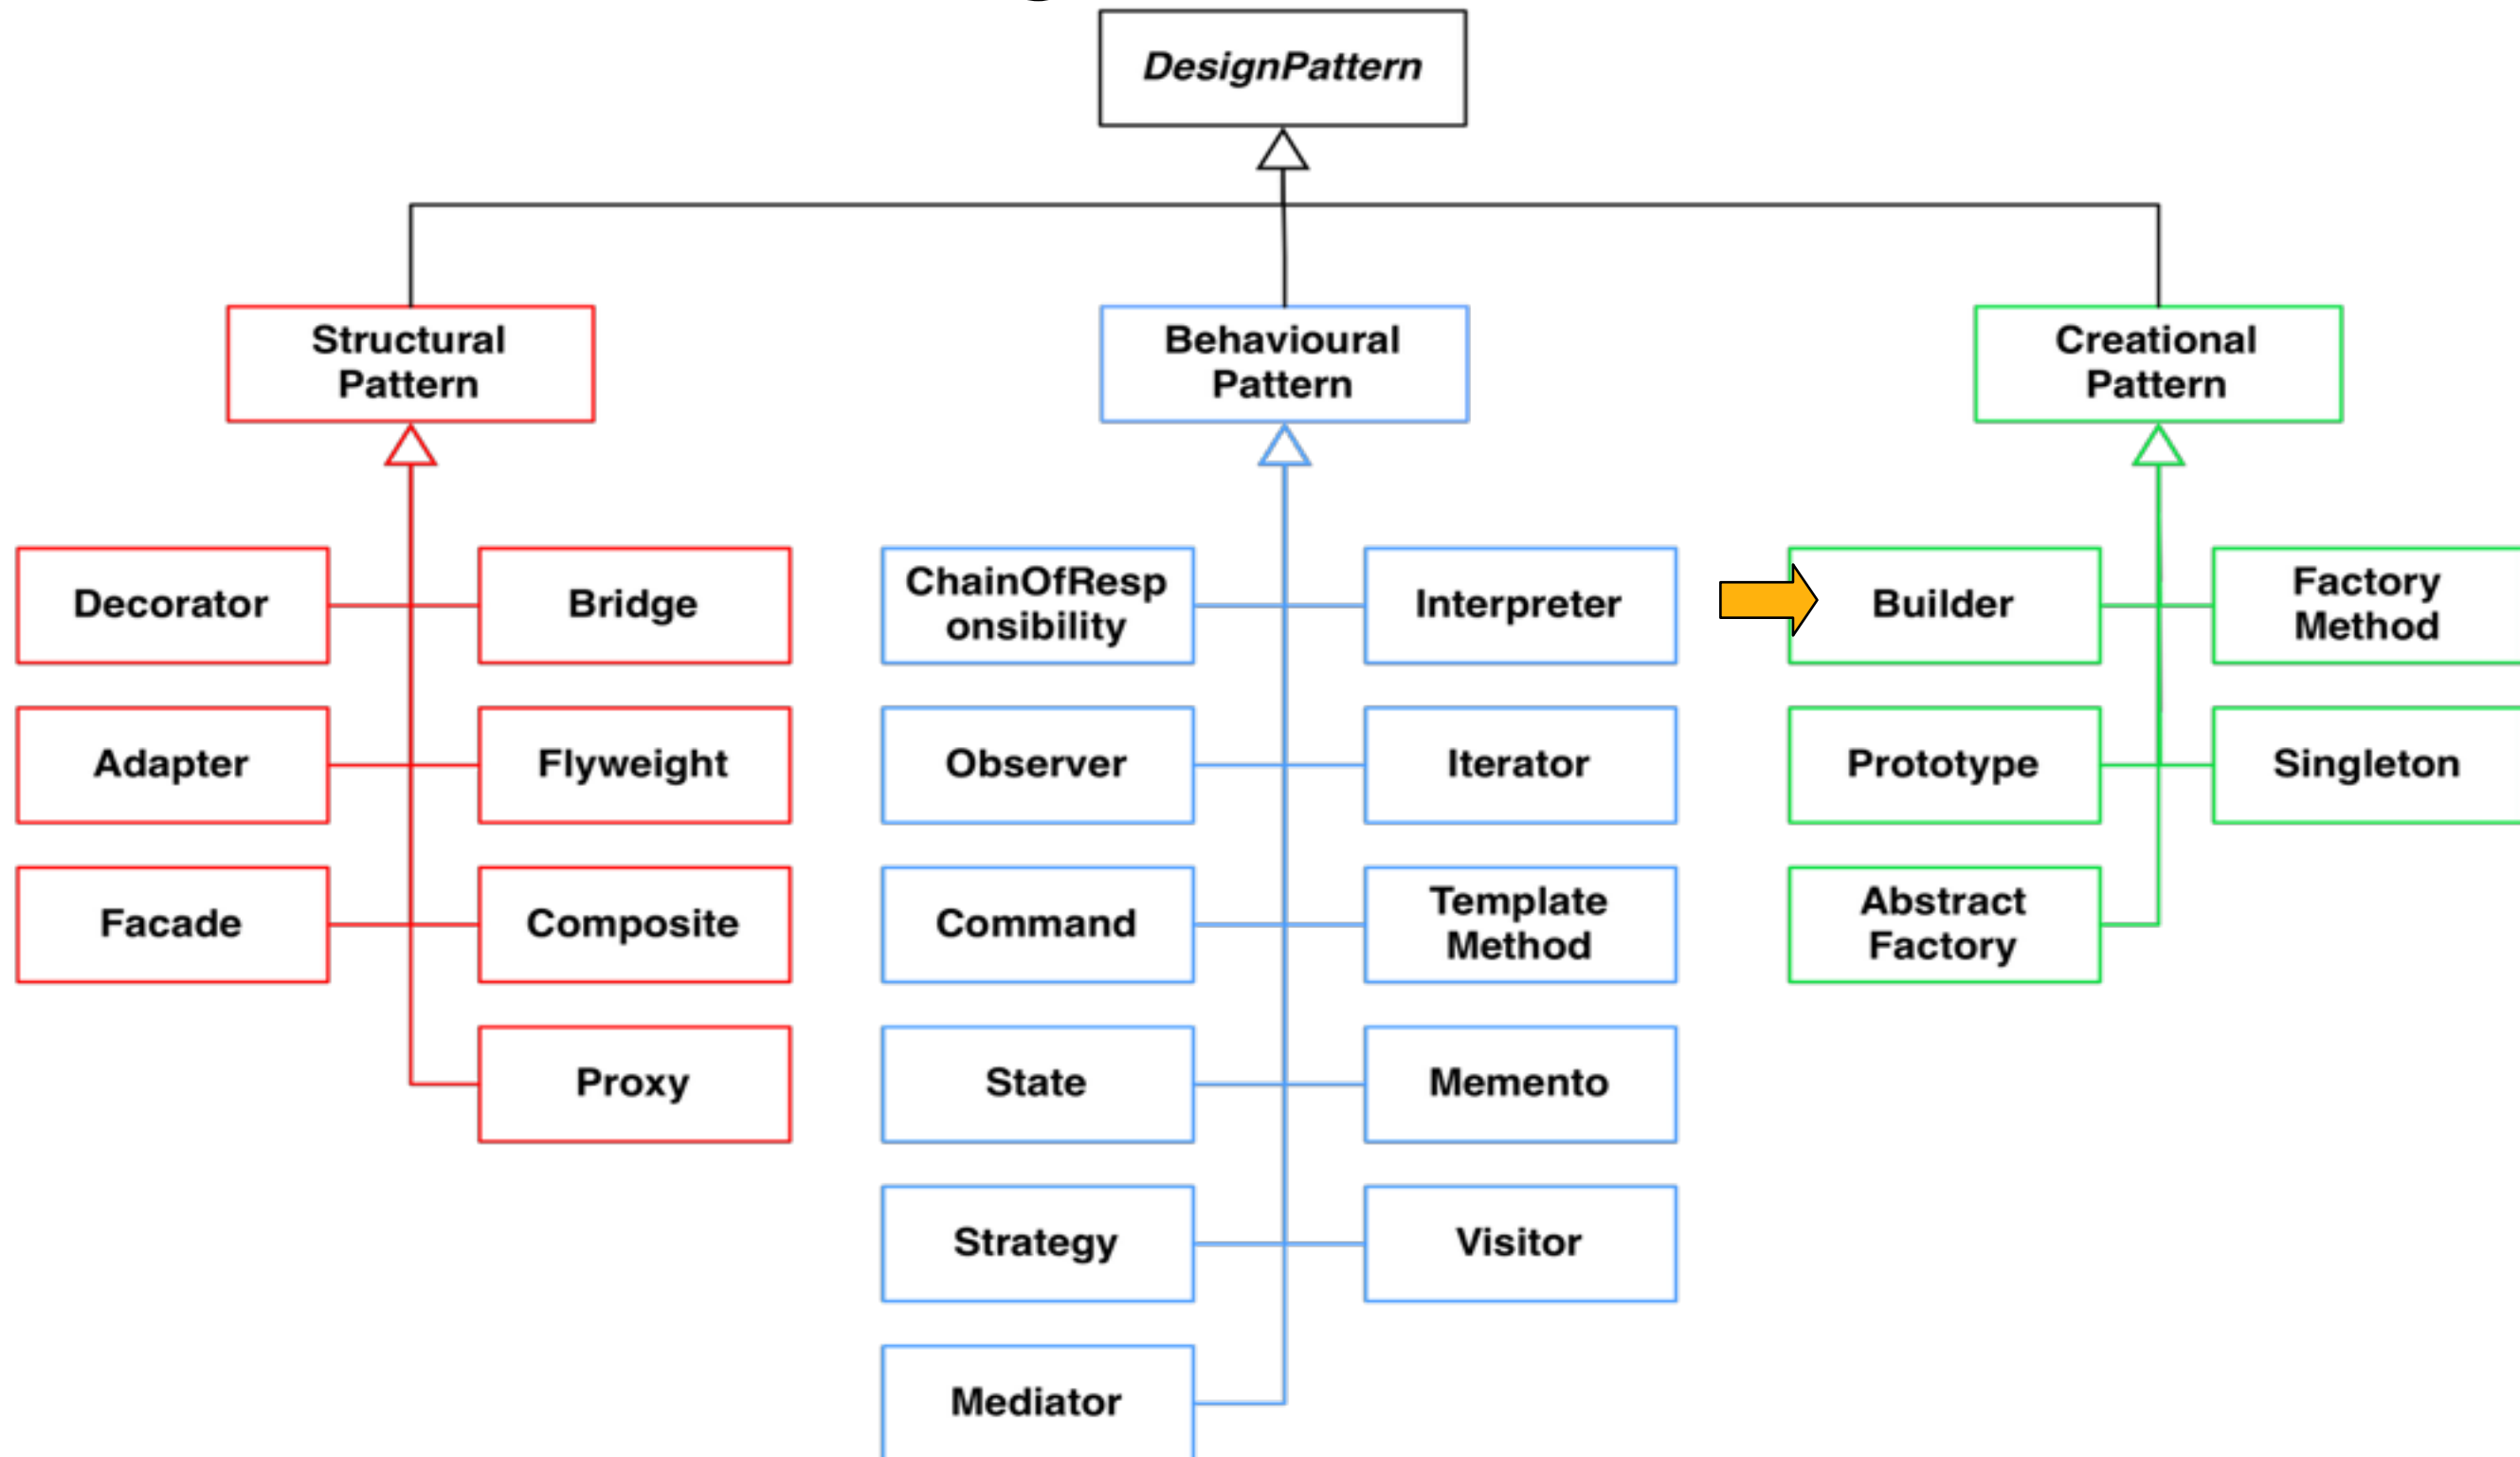 DesignPattern
Structural
Pattern
Behavioural
Pattern
Creational
Pattern
Decorator
Bridge
ChainOfResp
onsibility
Interpreter
Builder
Factory
Method
Adapter
Flyweight
Observer
Iterator
Prototype
Singleton
Facade
Composite
Command
Template
Method
Abstract
Factory
Proxy
State
Memento
Strategy
Visitor
Mediator